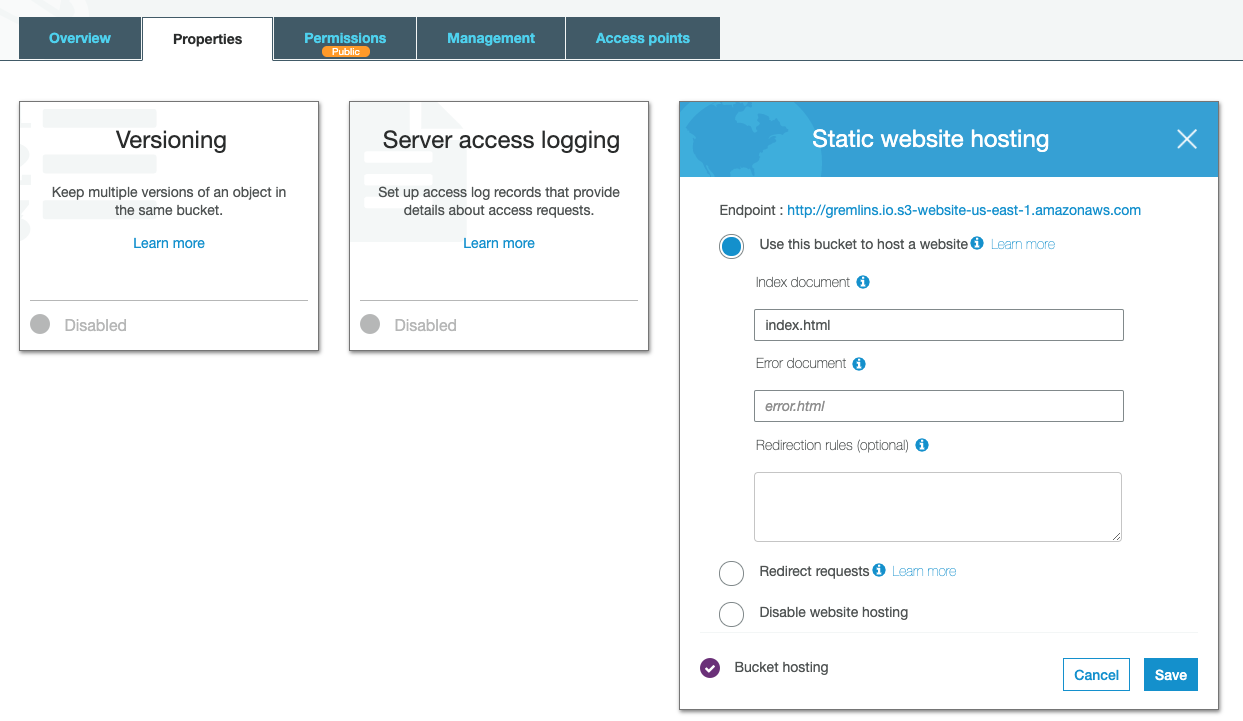 Overview
Properties
Permissions
Public
Management
Access points
Versioning
Keep multiple versions of an object in
the same bucket.
Learn more
Disabled
Server access logging
Set up access log records that provide
details about access requests.
Learn more
Disabled
Static website hosting
Endpoint : http://gremlins.io.s3-website-us-east-1.amazonaws.com
Use this bucket to host a website Learn more
Index document
index.html
Error document
error.html
Redirection rules (optional)
Redirect requests Learn more
Disable website hosting
Bucket hosting
Cancel
Save